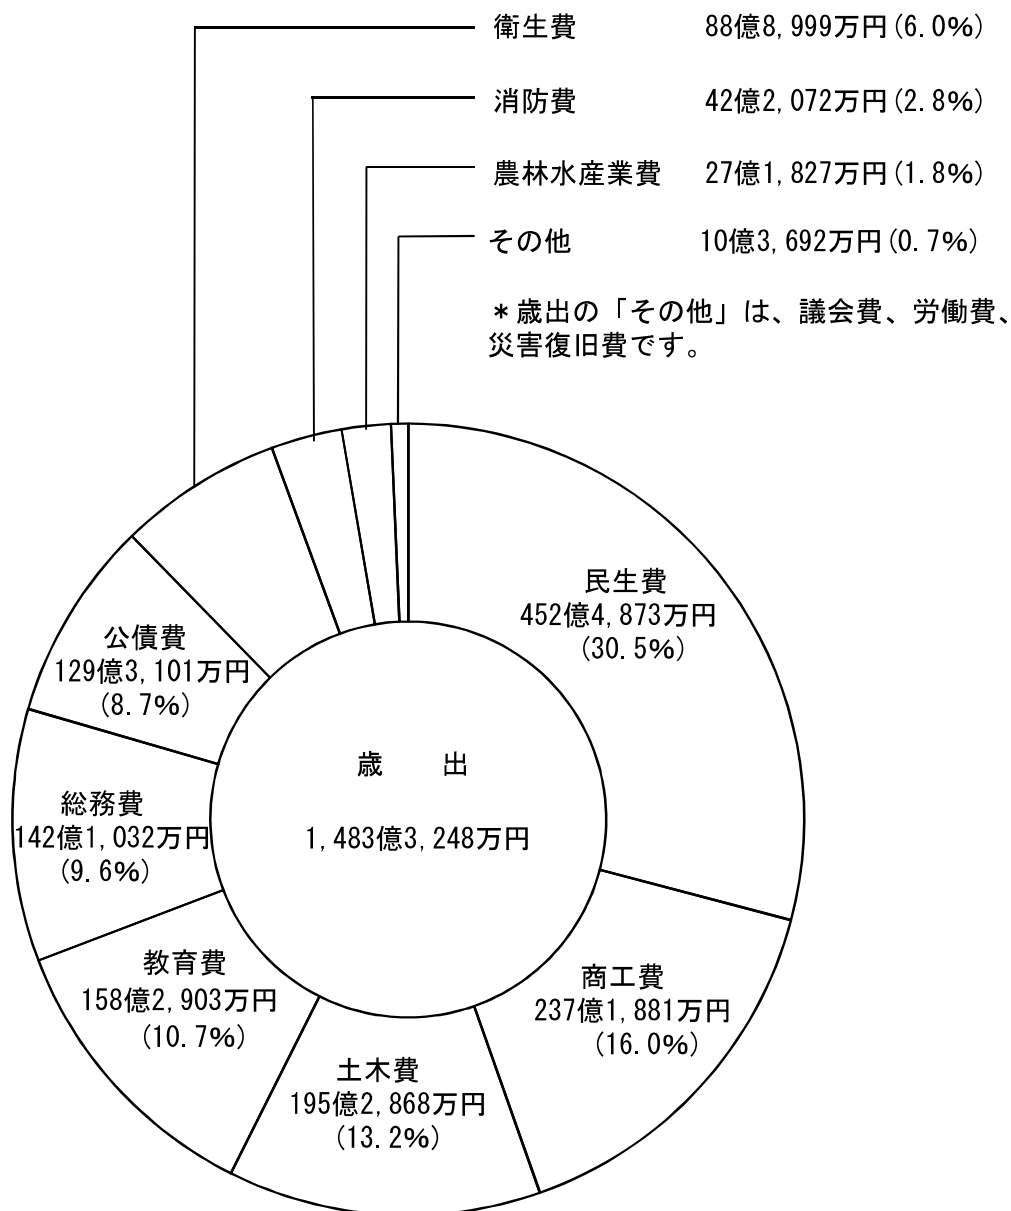 衛生費 88億8,999万円(6.0%)
消防費 42億2,072万円(2.8%)
農林水産業費 27億1,827万円(1.8%)
その他 10億3,692万円(0.7%)
＊歳出の「その他」は、議会費、労働費、
災害復旧費です。
民生費
452億4,873万円
(30.5%)
公債費
129億3,101万円
(8.7%)
歳 出
1,483億3,248万円
総務費
142億1,032万円
(9.6%)
教育費
158億2,903万円
(10.7%)
商工費
237億1,881万円
(16.0%)
土木費
195億2,868万円
(13.2%)